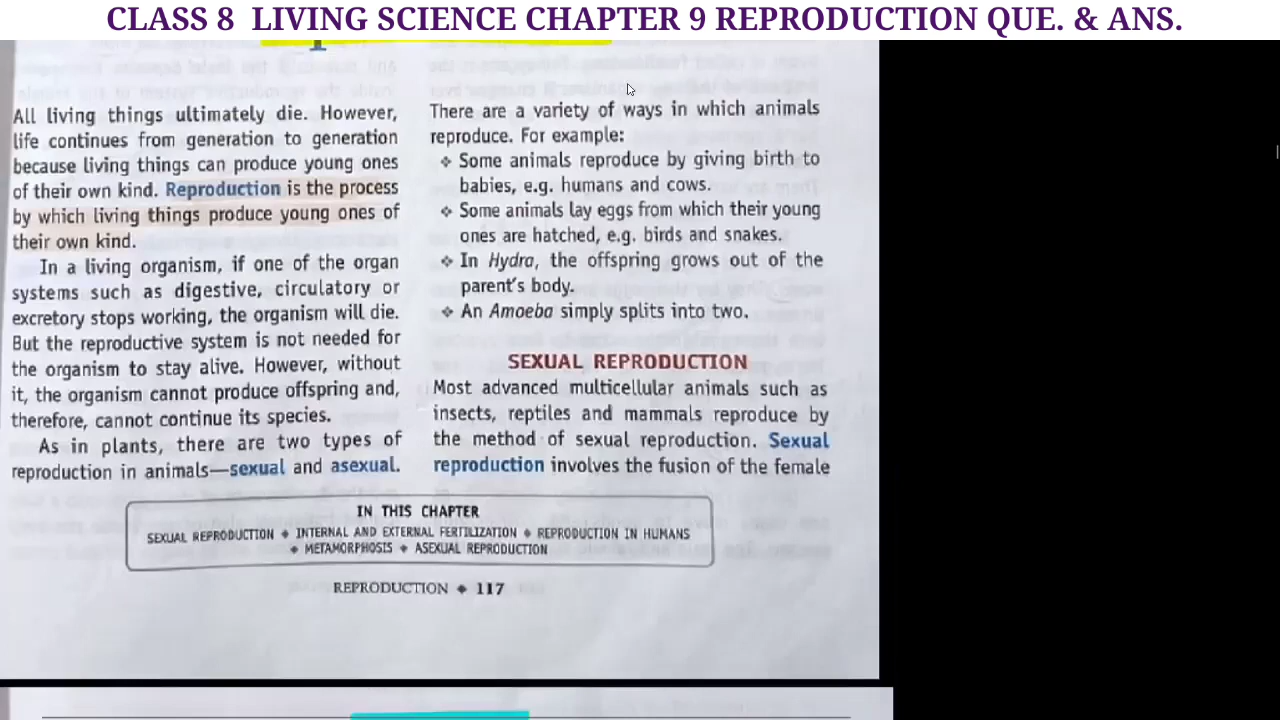 CLASS 8 LIVING SCIENCE CHAPTER 9 REPRODUCTION QUE. & ANS.
All living things ultimately die. However,
life continues from generation to generation
because living things can produce young ones
of their own kind. Reproduction is the process
by which living things produce young ones of
their own kind.
In a living organism, if one of the organ
systems such as digestive, circulatory or
excretory stops working, the organism will die.
But the reproductive system is not needed for
the organism to stay alive. However, without
it, the organism cannot produce offspring and,
therefore, cannot continue its species.
As in plants, there are two types of
reproduction in animals—sexual and asexual.
There are a variety of ways in which animals
reproduce. For example:
❖ Some animals reproduce by giving birth to
babies, e.g. humans and cows.
❖ Some animals lay eggs from which their young
ones are hatched, e.g. birds and snakes.
❖ In Hydra, the offspring grows out of the
parent's body.
❖ An Amoeba simply splits into two.
SEXUAL REPRODUCTION
Most advanced multicellular animals such as
insects, reptiles and mammals reproduce by
the method of sexual reproduction. Sexual
reproduction involves the fusion of the female
IN THIS CHAPTER
SEXUAL REPRODUCTION ◆ INTERNAL AND EXTERNAL FERTILIZATION ◆ REPRODUCTION IN HUMANS
◆ METAMORPHOSIS ◆ ASEXUAL REPRODUCTION
REPRODUCTION ◆ 117